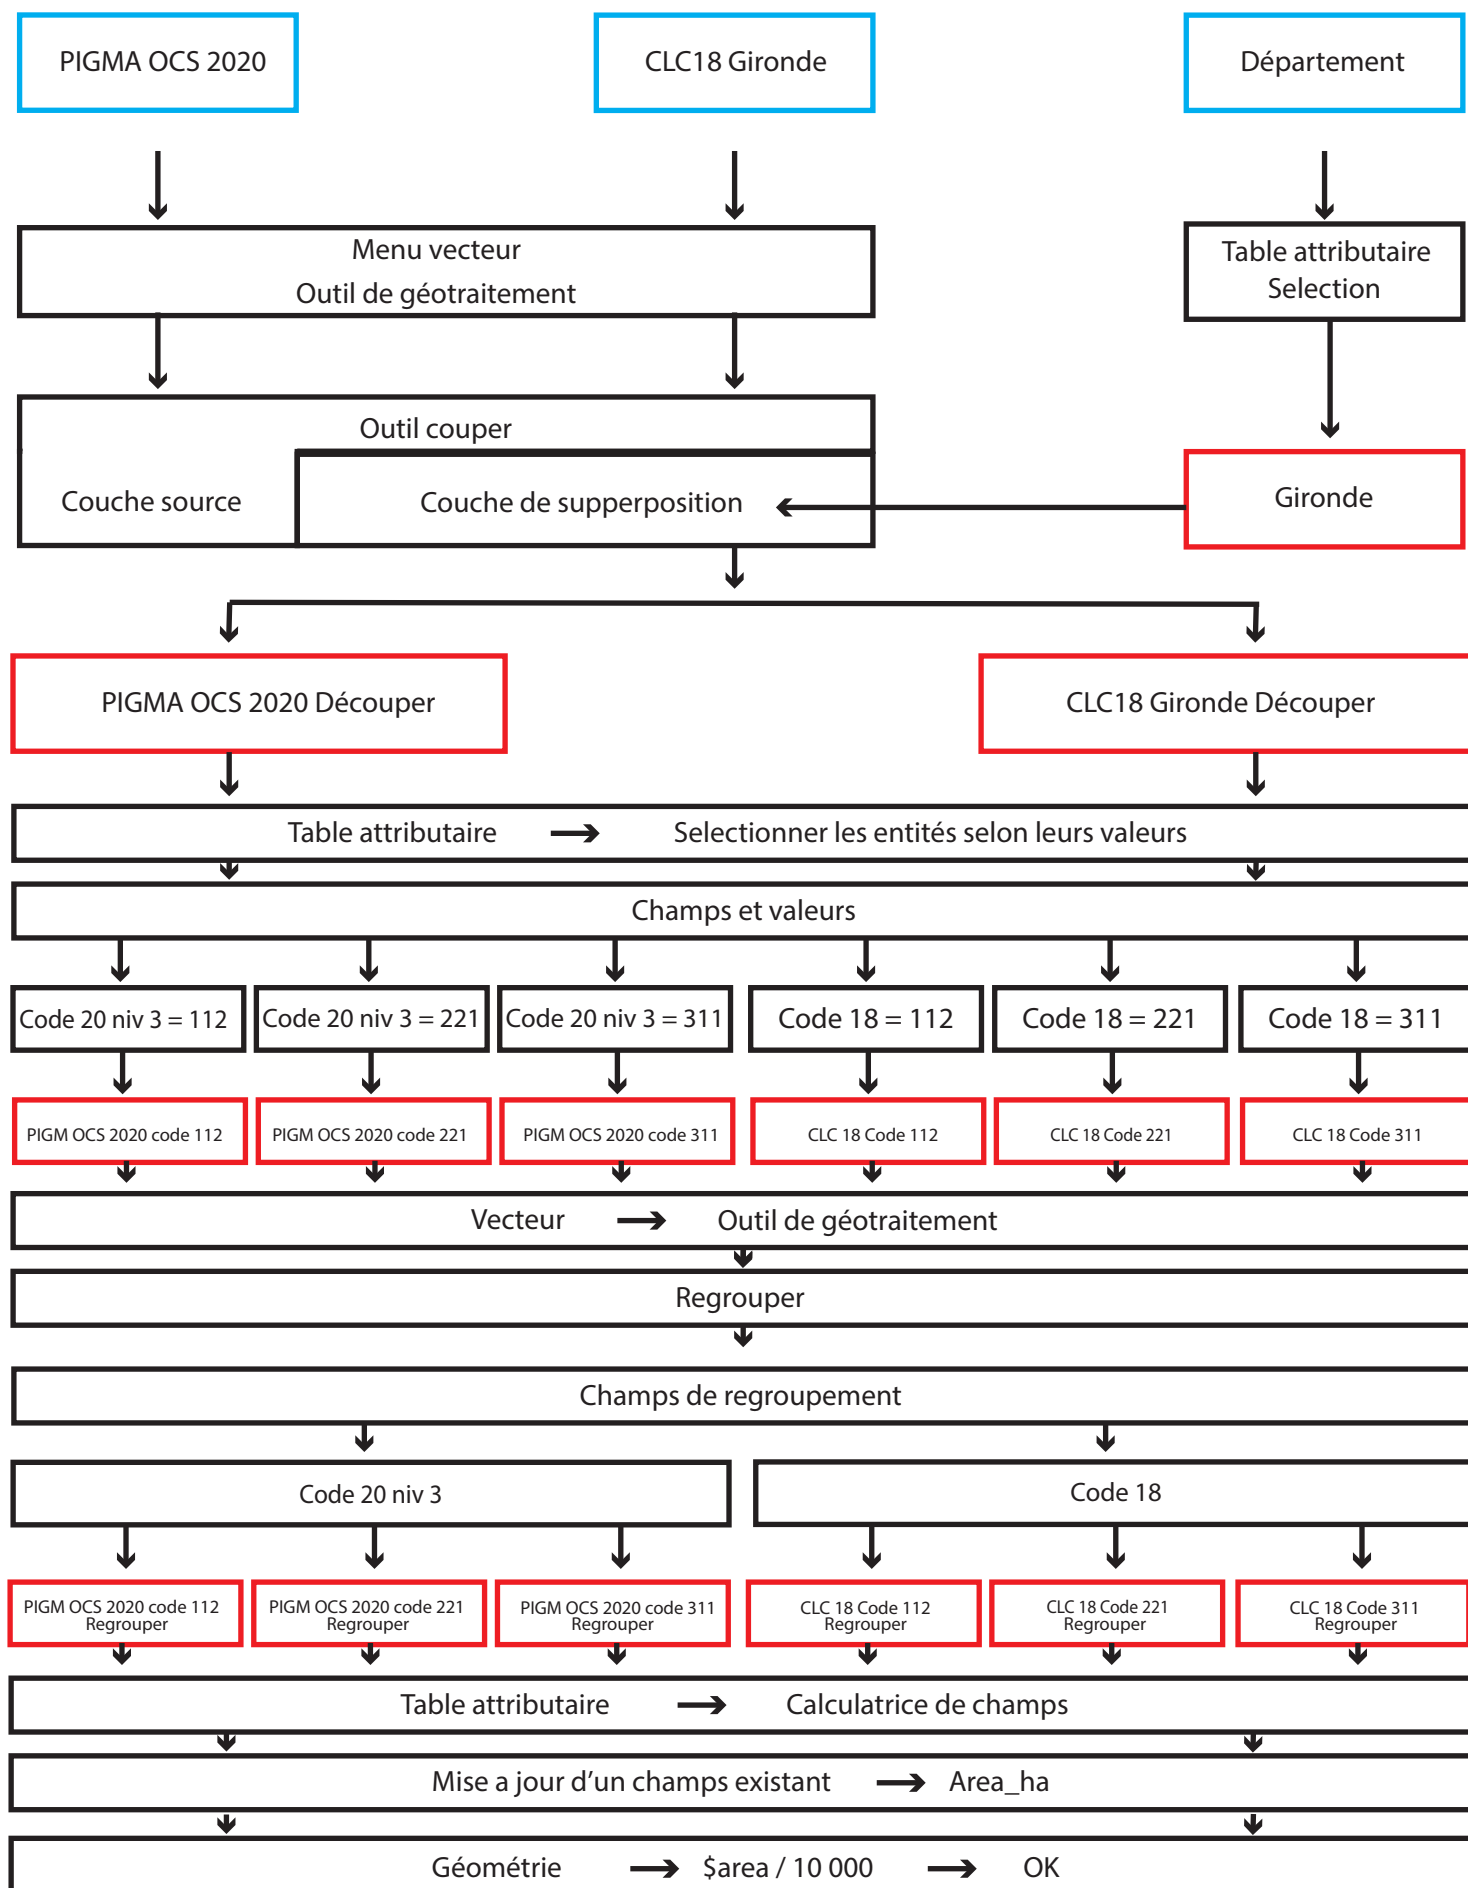 PIGMA OCS 2020
CLC18 Gironde
Département
Menu vecteur
Outil de géotraitement
Table attributaire
Selection
Outil couper
Couche source
Couche de supperposition
Gironde
PIGMA OCS 2020 Découper
CLC18 Gironde Découper
Table attributaire → Selectionner les entités selon leurs valeurs
Champs et valeurs
Code 20 niv 3 = 112
Code 20 niv 3 = 221
Code 20 niv 3 = 311
Code 18 = 112
Code 18 = 221
Code 18 = 311
PIGM OCS 2020 code 112
PIGM OCS 2020 code 221
PIGM OCS 2020 code 311
CLC 18 Code 112
CLC 18 Code 221
CLC 18 Code 311
Vecteur → Outil de géotraitement
Regrouper
Champs de regroupement
Code 20 niv 3
Code 18
PIGM OCS 2020 code 112
Regrouper
PIGM OCS 2020 code 221
Regrouper
PIGM OCS 2020 code 311
Regrouper
CLC 18 Code 112
Regrouper
CLC 18 Code 221
Regrouper
CLC 18 Code 311
Regrouper
Table attributaire → Calculatrice de champs
Mise a jour d'un champs existant → Area_ha
Géométrie → $area / 10 000 → OK